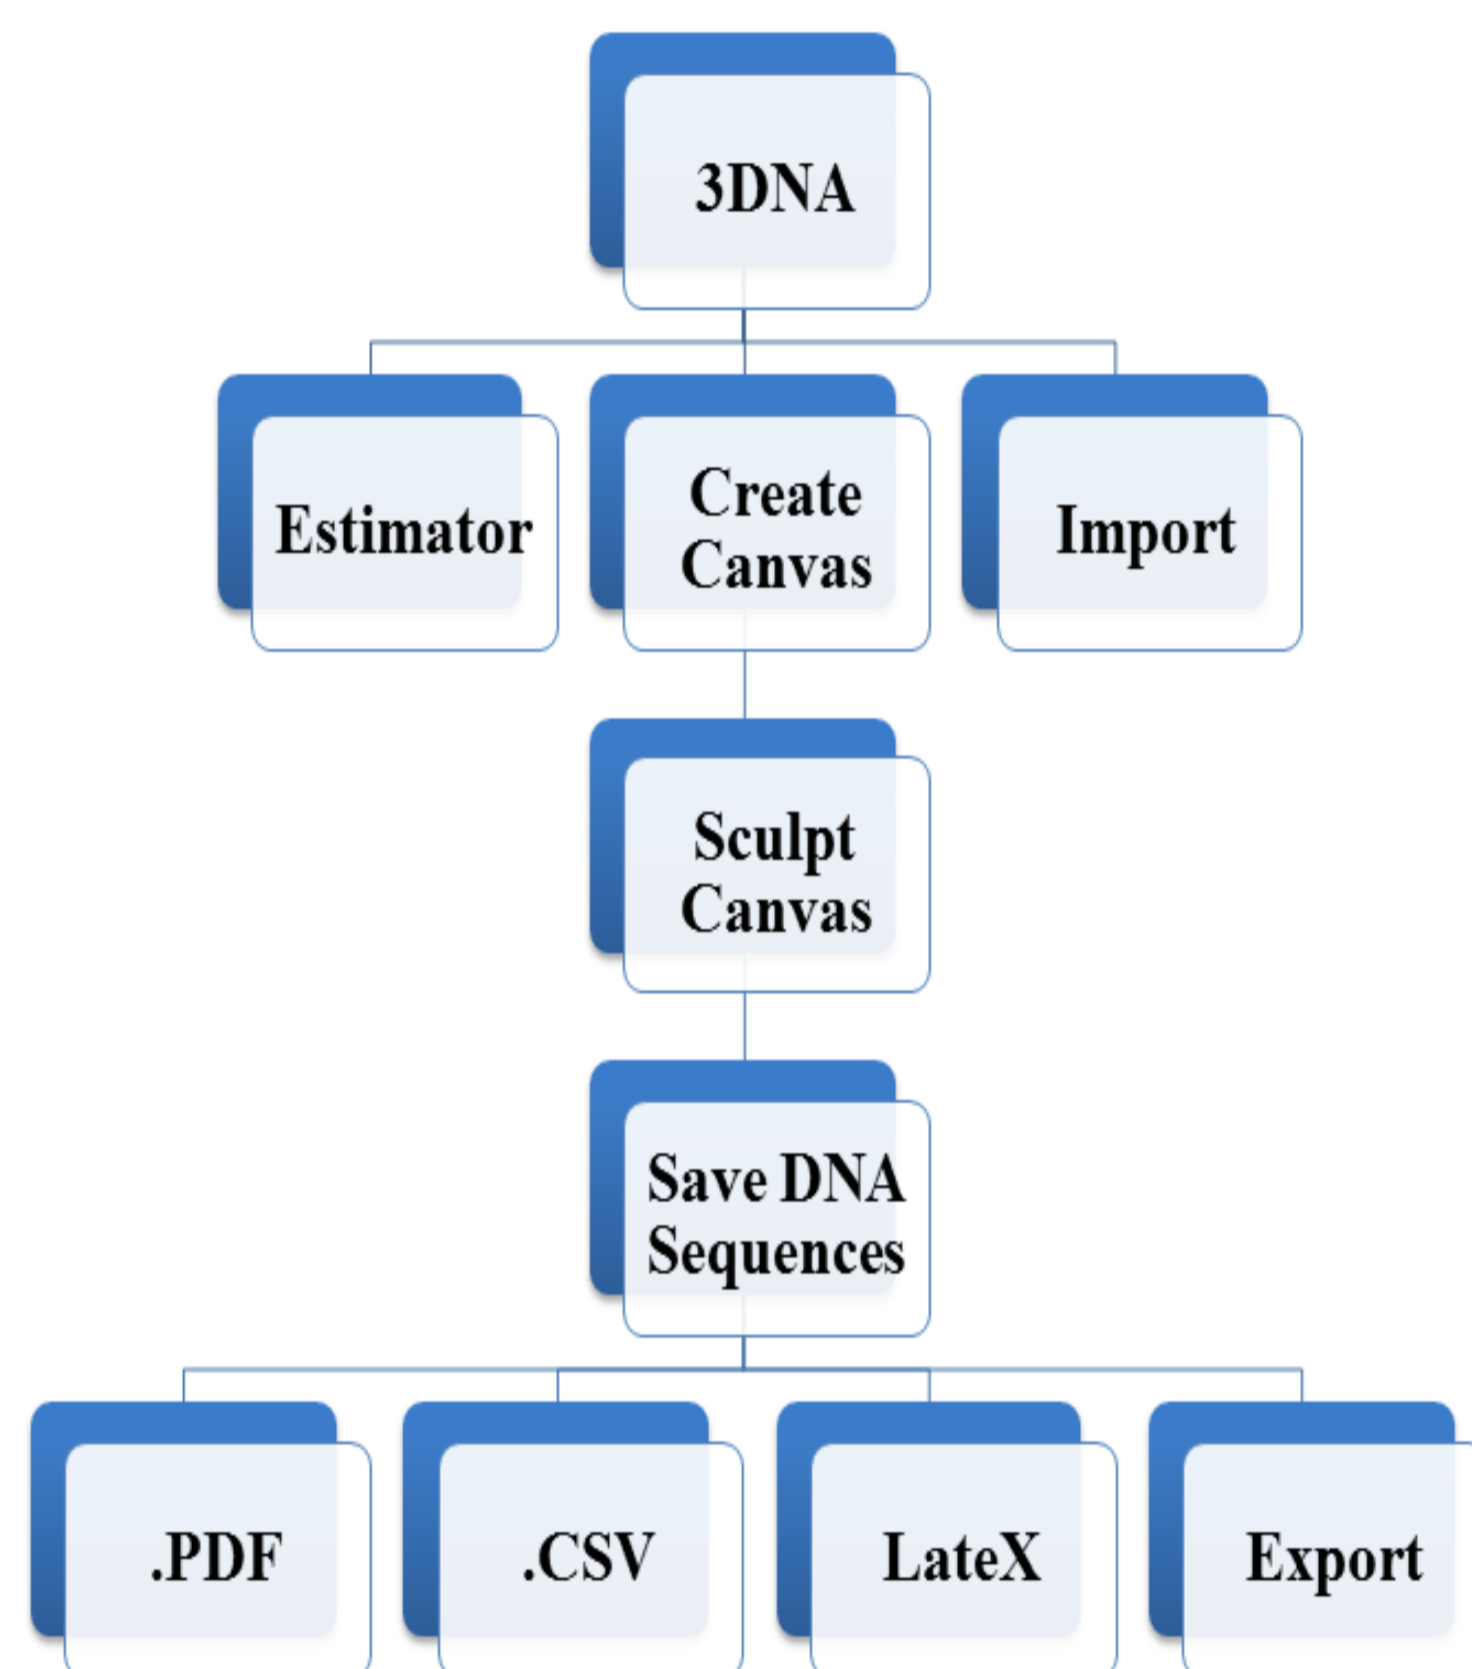 3DNA
Estimator
Create
Canvas
Import
Sculpt
Canvas
Save DNA
Sequences
.PDF
.CSV
LateX
Export